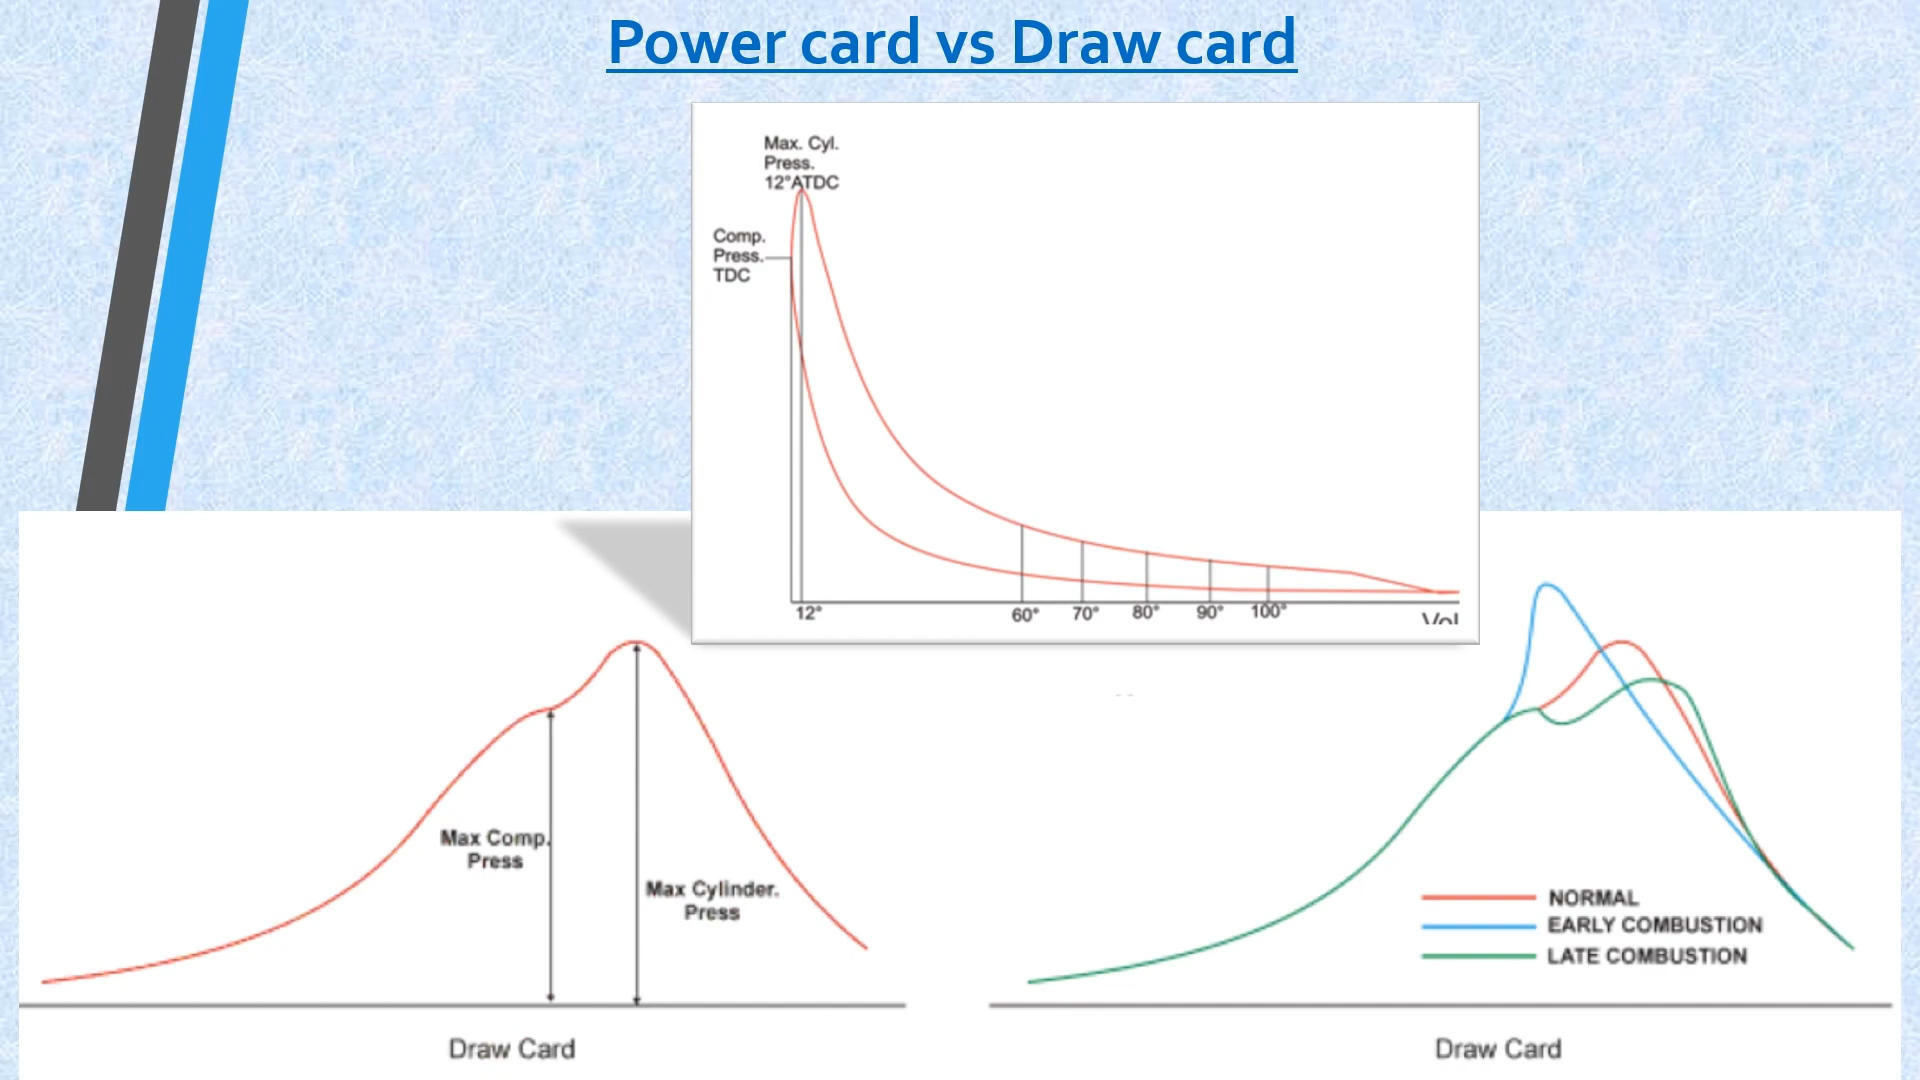 Power card vs Draw card
Max. Cyl.
Press.
12°ATDC
Comp.
Press.
TDC
12°
60°
70°
80°
90°
100°
Vol
Max Comp.
Press
Max Cylinder.
Press
Draw Card
NORMAL
EARLY COMBUSTION
LATE COMBUSTION
Draw Card